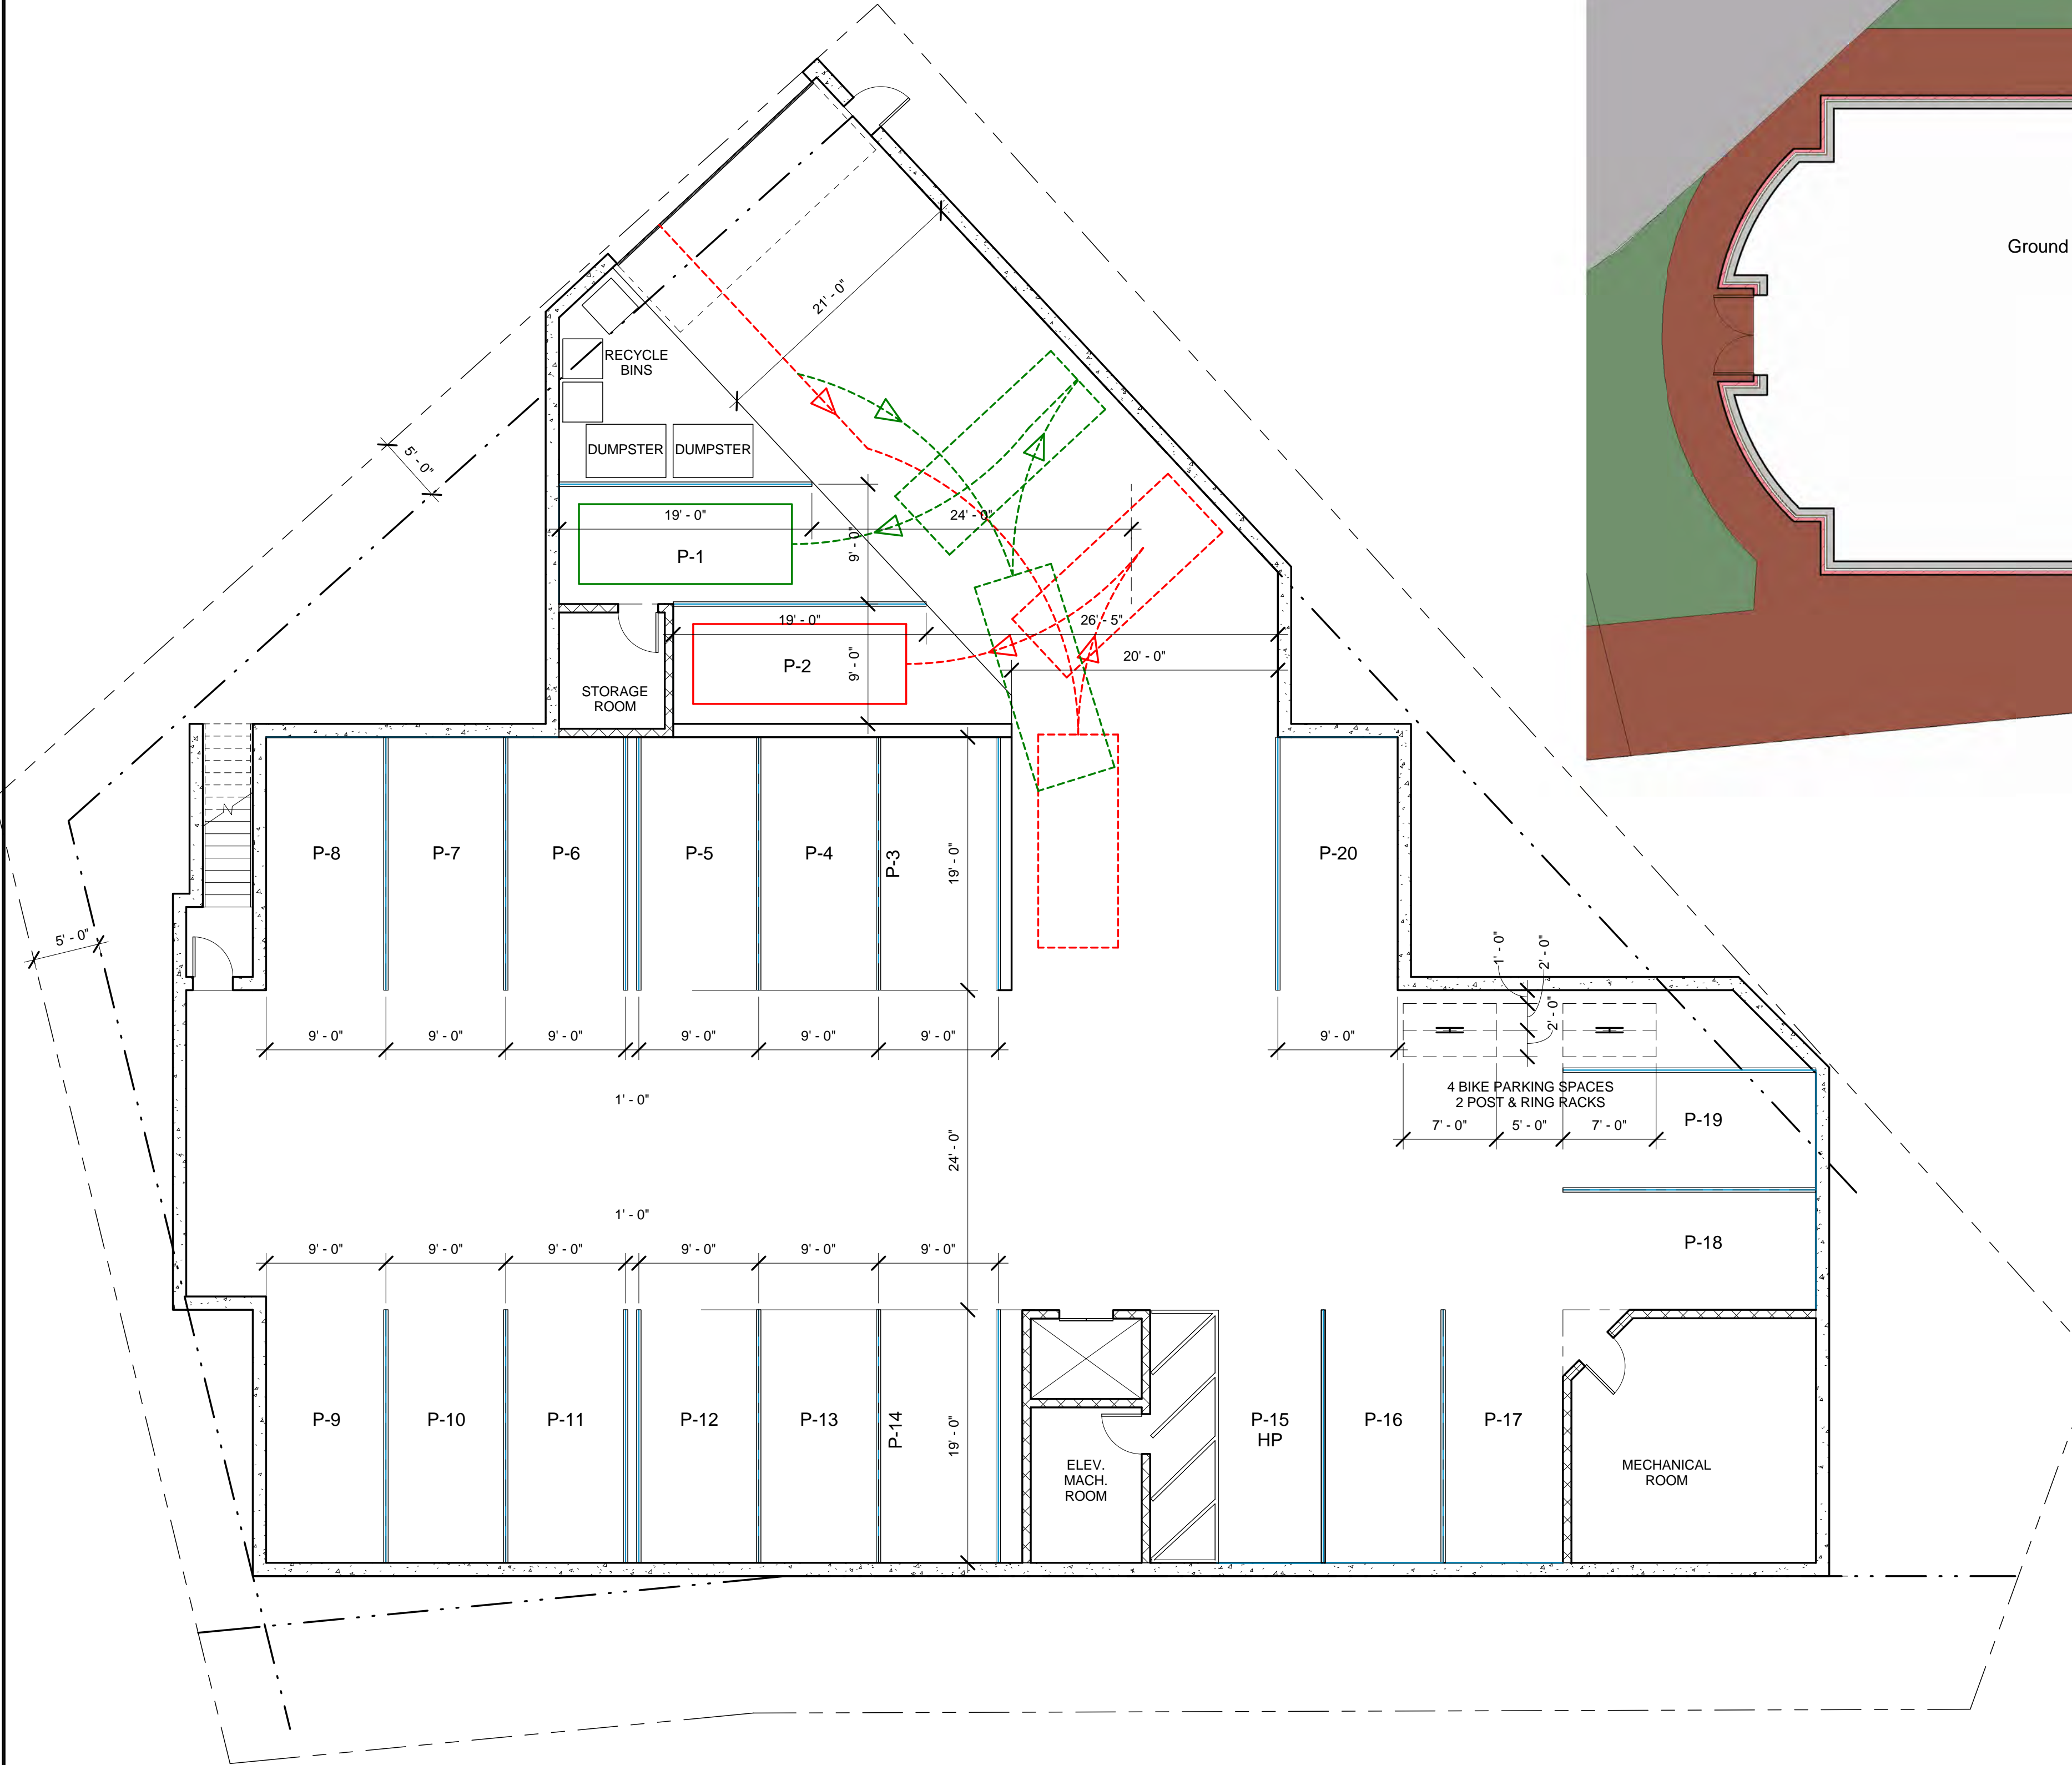 Ground
21' - 0"
RECYCLE
BINS
5' - 0"
DUMPSTER
DUMPSTER
19' - 0"
24' - 0"
P-1
9' - 0"
19' - 0"
26' - 5"
20' - 0"
P-2
9' - 0"
STORAGE
ROOM
P-8
P-7
P-6
P-5
P-4
P-3
19' - 0"
P-20
5' - 0"
1' - 0"
2' - 0"
2' - 0"
9' - 0"
9' - 0"
9' - 0"
9' - 0"
9' - 0"
9' - 0"
9' - 0"
4 BIKE PARKING SPACES
2 POST & RING RACKS
1' - 0"
7' - 0"
5' - 0"
7' - 0"
P-19
24' - 0"
1' - 0"
9' - 0"
9' - 0"
9' - 0"
9' - 0"
9' - 0"
9' - 0"
P-18
P-9
P-10
P-11
P-12
P-13
P-14
19' - 0"
P-15
HP
P-16
P-17
ELEV.
MACH.
ROOM
MECHANICAL
ROOM